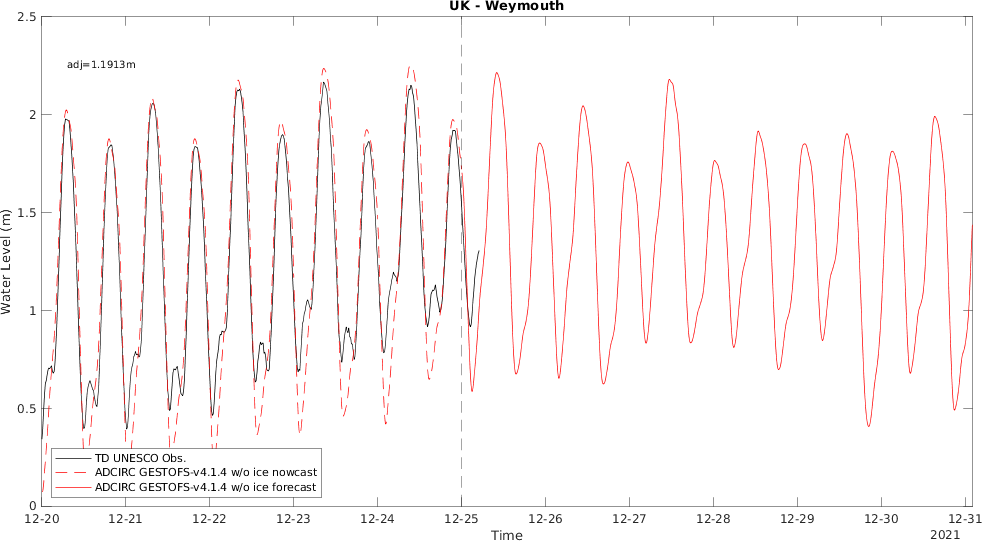 UK - Weymouth
2.5
adj=1.1913m
2
1.5
Water Level (m)
1
0.5
TD UNESCO Obs.
ADCIRC GESTOFS-v4.1.4 w/o ice nowcast
ADCIRC GESTOFS-v4.1.4 w/o ice forecast
0
12-20 12-21 12-22 12-23 12-24 12-25 12-26 12-27 12-28 12-29 12-30 12-31
Time
2021